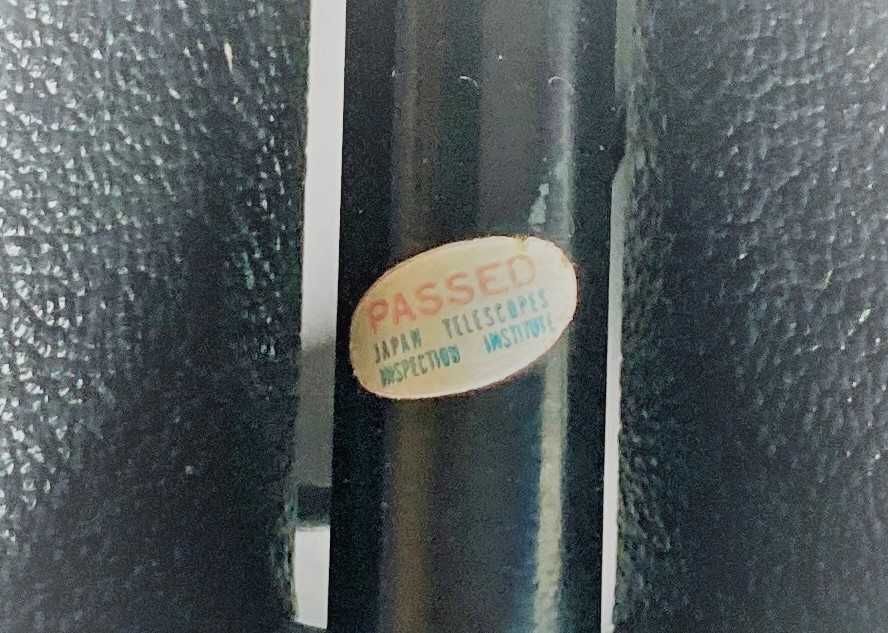 PASSED
JAPAN TELESCOPES
INSPECTION INSTITUTE